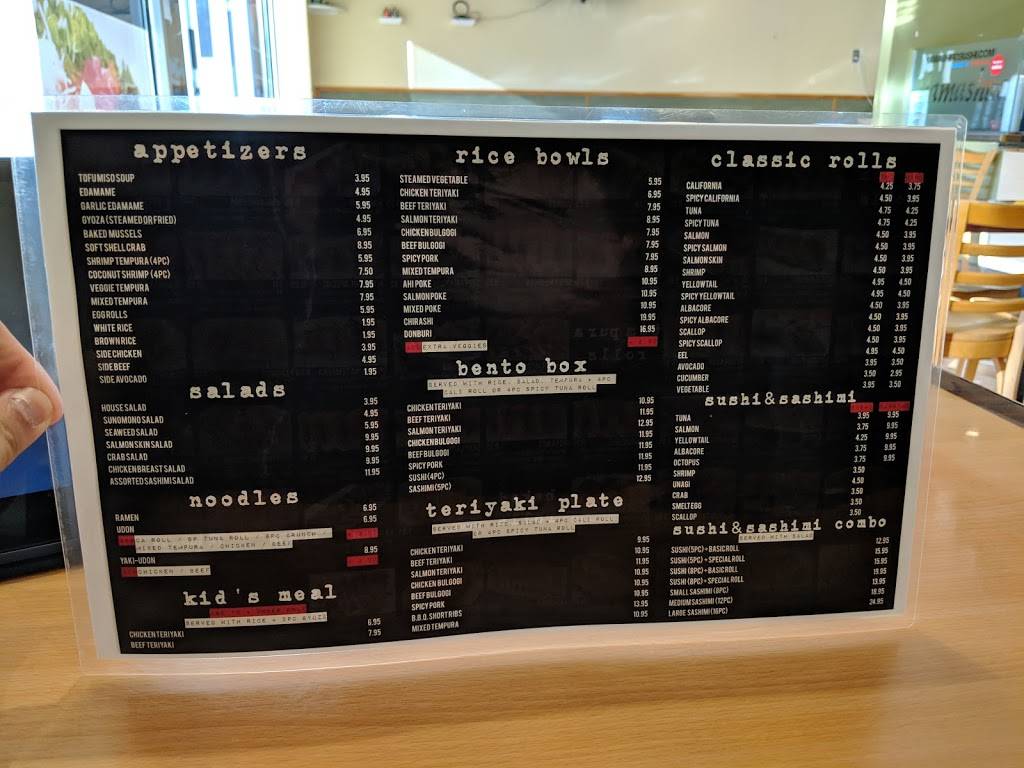 appetizers
TOFU MISO SOUP 3.95
EDAMAME 4.95
GARLIC EDAMAME 5.95
GYOZA (STEAMED OR FRIED) 4.95
BAKED MUSSELS 6.95
SOFT SHELL CRAB 8.95
SHRIMP TEMPURA (4PC) 5.95
COCONUT SHRIMP (4PC) 7.50
VEGGIE TEMPURA 7.95
MIXED TEMPURA 7.95
EGG ROLLS 5.95
WHITE RICE 1.95
BROWN RICE 1.95
SIDE CHICKEN 3.95
SIDE BEEF 4.95
SIDE AVOCADO 1.95
salads
HOUSE SALAD 3.95
SUNOMONO SALAD 4.95
SEAWEED SALAD 5.95
SALMON SKIN SALAD 9.95
CRAB SALAD 9.95
CHICKEN BREAST SALAD 9.95
ASSORTED SASHIMI SALAD 11.95
noodles
RAMEN 6.95
UDON 6.95
CA ROLL / SP TUNA ROLL / 5PC CRUNCH /
MIXED TEMPURA / CHICKEN / BEEF
YAKI-UDON 8.95
CHICKEN / BEEF
kid's meal
SERVED WITH RICE + 2PC GYOZA
CHICKEN TERIYAKI 6.95
BEEF TERIYAKI 7.95
rice bowls
STEAMED VEGETABLE 5.95
CHICKEN TERIYAKI 6.95
BEEF TERIYAKI 7.95
SALMON TERIYAKI 8.95
CHICKEN BULGOGI 7.95
BEEF BULGOGI 7.95
SPICY PORK 7.95
MIXED TEMPURA 8.95
AHI POKE 10.95
SALMON POKE 10.95
MIXED POKE 10.95
CHIRASHI 19.95
DONBURI 16.95
ADD EXTRA VEGGIES
bento box
SERVED WITH RICE, SALAD, TEMPURA + 4PC
CALI ROLL OR 4PC SPICY TUNA ROLL
CHICKEN TERIYAKI 10.95
BEEF TERIYAKI 11.95
SALMON TERIYAKI 12.95
CHICKEN BULGOGI 11.95
BEEF BULGOGI 11.95
SPICY PORK 11.95
SUSHI (4PC) 12.95
SASHIMI (5PC) 12.95
teriyaki plate
SERVED WITH RICE, SALAD + 4PC CALI ROLL
OR 4PC SPICY TUNA ROLL
CHICKEN TERIYAKI 9.95
BEEF TERIYAKI 10.95
SALMON TERIYAKI 11.95
CHICKEN BULGOGI 10.95
BEEF BULGOGI 10.95
SPICY PORK 10.95
B.B.Q. SHORT RIBS 13.95
MIXED TEMPURA 10.95
classic rolls
CALIFORNIA 4.25 3.75
SPICY CALIFORNIA 4.50 3.95
TUNA 4.75 4.25
SPICY TUNA 4.75 4.25
SALMON 4.50 3.95
SPICY SALMON 4.50 3.95
SALMON SKIN 4.50 3.95
SHRIMP 4.50 3.95
YELLOWTAIL 4.95 4.50
SPICY YELLOWTAIL 4.95 4.50
ALBACORE 4.50 3.95
SPICY ALBACORE 4.50 3.95
SCALLOP 4.50 3.95
SPICY SCALLOP 4.50 3.95
EEL 4.95 4.50
AVOCADO 3.95 3.50
CUCUMBER 3.50 2.95
VEGETABLE 3.95 3.50
sushi&sashimi
TUNA 3.95 9.95
SALMON 3.75 9.95
YELLOWTAIL 4.25 9.95
ALBACORE 3.75 9.95
OCTOPUS 3.75 9.95
SHRIMP 3.50
UNAGI 4.50
CRAB 3.50
SMELT EGG 3.50
SCALLOP 3.50
sushi&sashimi combo
SERVED WITH SALAD
SUSHI (5PC) + BASIC ROLL 12.95
SUSHI (5PC) + SPECIAL ROLL 15.95
SUSHI (8PC) + BASIC ROLL 15.95
SUSHI (8PC) + SPECIAL ROLL 19.95
SMALL SASHIMI (8PC) 13.95
MEDIUM SASHIMI (12PC) 18.95
LARGE SASHIMI (16PC) 24.95